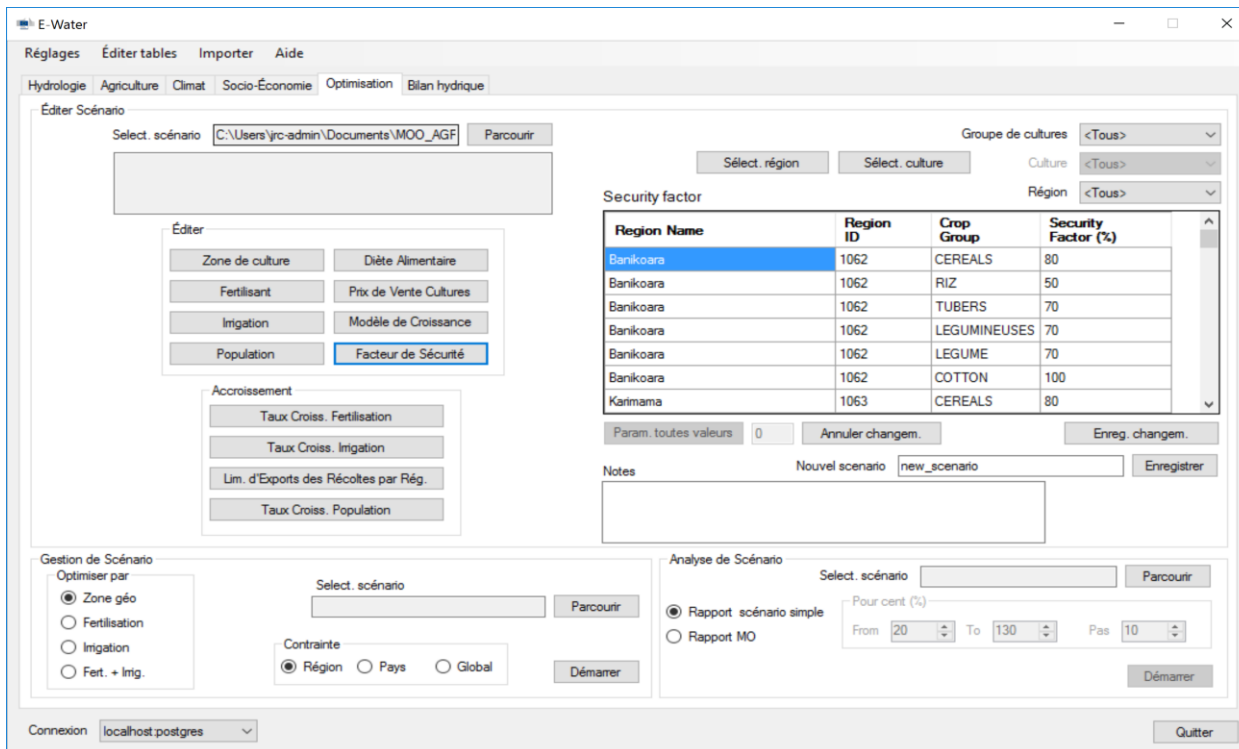 E-Water
Réglages Éditer tables Importer Aide
Hydrologie Agriculture Climat Socio-Économie Optimisation Bilan hydrique
Éditer Scénario
Select. scénario C:\Users\jrc-admin\Documents\MOO_AGF Parcourir
Groupe de cultures <Tous>
Sélect. région Sélect. culture Culture <Tous>
Région <Tous>
Security factor
Region Name Region ID Crop Group Security Factor (%)
Banikoara 1062 CEREALS 80
Banikoara 1062 RIZ 50
Banikoara 1062 TUBERS 70
Banikoara 1062 LEGUMINEUSES 70
Banikoara 1062 LEGUME 70
Banikoara 1062 COTTON 100
Karimama 1063 CEREALS 80
Param. toutes valeurs 0 Annuler changem. Enreg. changem.
Nouvel scenario new_scenario Enregistrer
Notes
Éditer
Zone de culture Diète Alimentaire
Fertilisant Prix de Vente Cultures
Irrigation Modèle de Croissance
Population Facteur de Sécurité
Accroissement
Taux Croiss. Fertilisation
Taux Croiss. Irrigation
Lim. d'Exports des Récoltes par Rég.
Taux Croiss. Population
Gestion de Scénario
Optimiser par
Zone géo
Fertilisation
Irrigation
Fert. + Irrig.
Select. scénario
Parcourir
Contrainte
Région Pays Global
Démarrer
Analyse de Scénario
Select. scénario Parcourir
Rapport scénario simple
Rapport MO
Pour cent (%)
From 20 To 130 Pas 10
Démarrer
Connexion localhost:postgres
Quitter